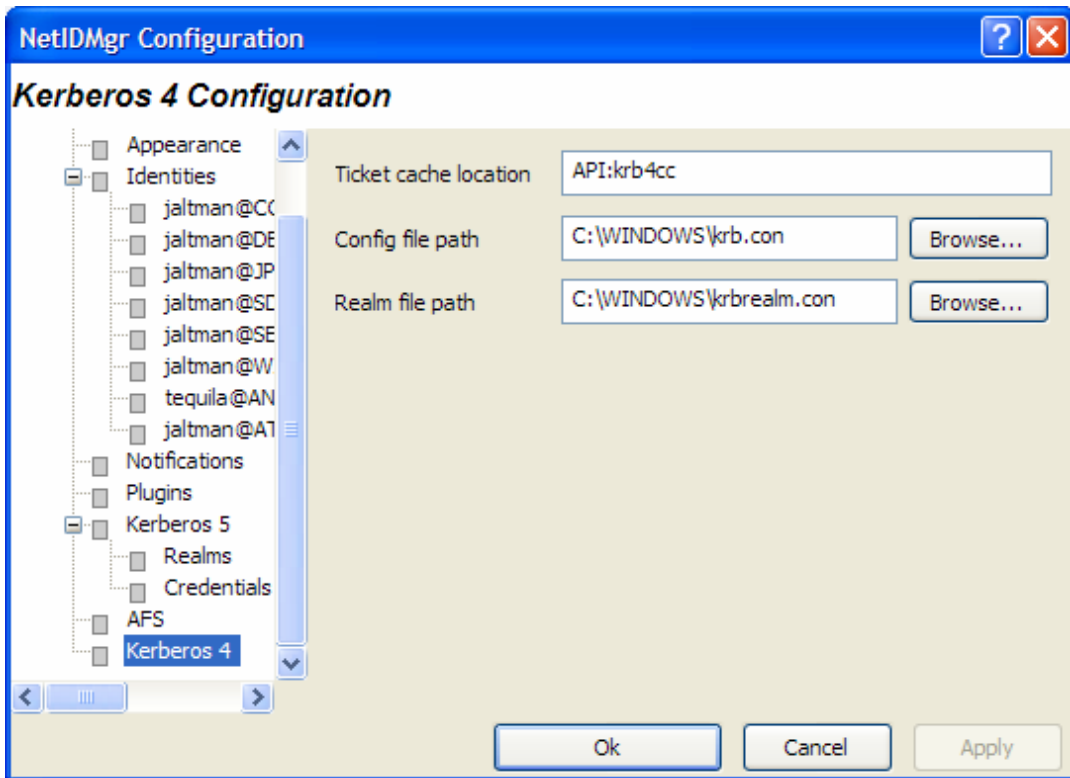 NetIDMgr Configuration
Kerberos 4 Configuration
Appearance
Identities
jaltman@CC
jaltman@DE
jaltman@JP
jaltman@SD
jaltman@SE
jaltman@W
tequila@AN
jaltman@AT
Notifications
Plugins
Kerberos 5
Realms
Credentials
AFS
Kerberos 4
Ticket cache location API:krb4cc
Config file path C:\WINDOWS\krb.con Browse...
Realm file path C:\WINDOWS\krbrealm.con Browse...
Ok Cancel Apply